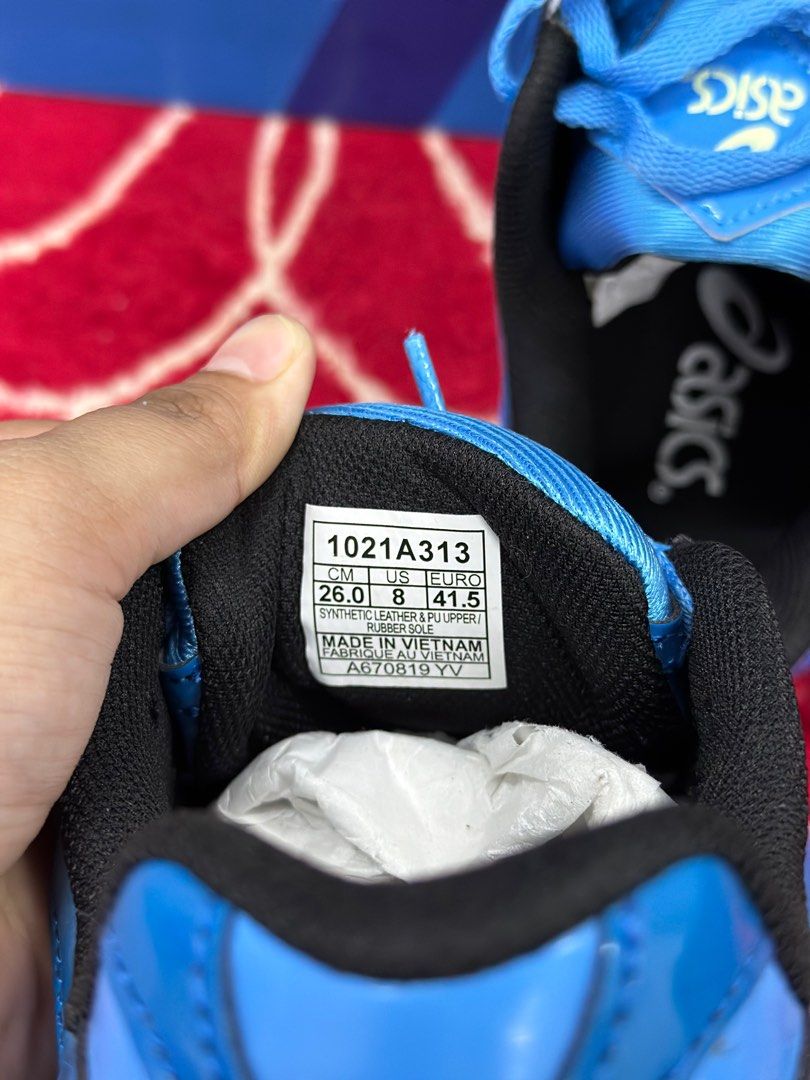 asics
asics
1021A313
CM US EURO
26.0 8 41.5
SYNTHETIC LEATHER & PU UPPER /
RUBBER SOLE
MADE IN VIETNAM
FABRIQUE AU VIETNAM
A670819 YV